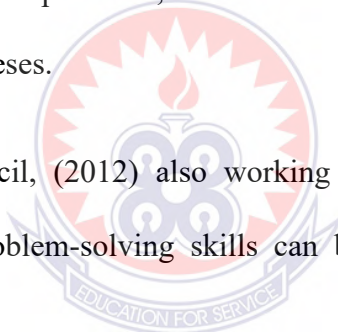 eses.
cil, (2012) also working
oblem-solving skills can b
EDUCATION FOR SERVICE